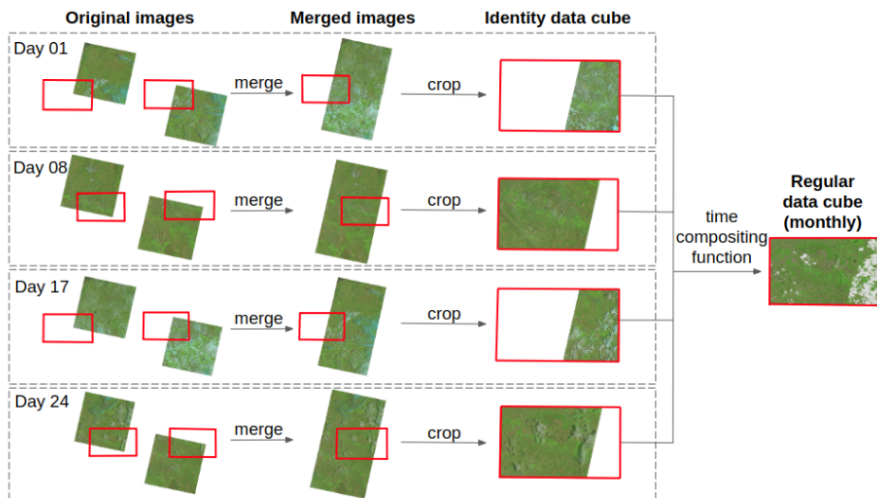 Original images
Merged images
Identity data cube
Day 01
merge
crop
Day 08
merge
crop
Day 17
merge
crop
Day 24
merge
crop
time
compositing
function
Regular
data cube
(monthly)